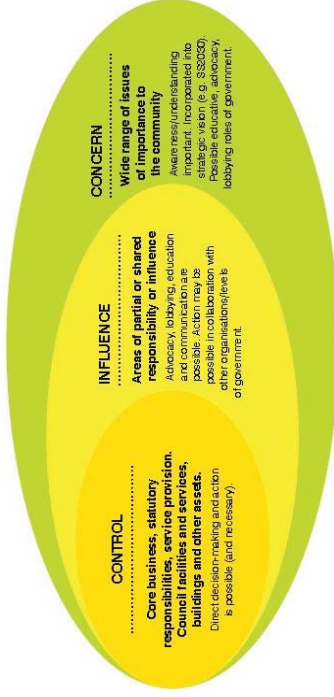 CONTROL
Core business, statutory
responsibilities, service provision.
Council facilities and services,
buildings and other assets.
Direct decision-making and action
is possible (and necessary).
INFLUENCE
Areas of partial or shared
responsibility or influence
Advocacy, lobbying, education
and communication are
possible. Action may be
possible in collaboration with
other organisations/levels
of government.
CONCERN
Wide range of issues
of importance to
the community
Awareness/understanding
important. Incorporated into
strategic vision (e.g. SS2030).
Possible educative, advocacy,
lobbying roles of government.